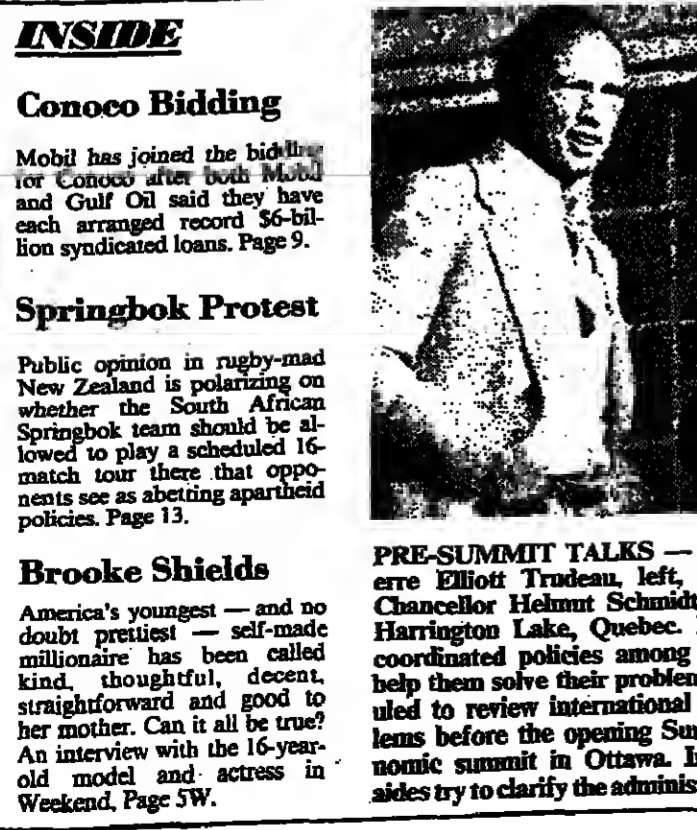 INSIDE
Conoco Bidding
Mobil has joined the bidding
for Conoco after both Mobil
and Gulf Oil said they have
each arranged record $6-bil-
lion syndicated loans. Page 9.
Springbok Protest
Public opinion in rugby-mad
New Zealand is polarizing on
whether the South African
Springbok team should be al-
lowed to play a scheduled 16-
match tour there that oppo-
nents see as abetting apartheid
policies. Page 13.
Brooke Shields
America's youngest — and no
doubt prettiest — self-made
millionaire has been called
kind, thoughtful, decent,
straightforward and good to
her mother. Can it all be true?
An interview with the 16-year-
old model and actress in
Weekend, Page 5W.
PRE-SUMMIT TALKS —
erre Elliott Trudeau, left,
Chancellor Helmut Schmidt
Harrington Lake, Quebec.
coordinated policies among
help them solve their problem
uled to review international
lems before the opening Sun
nomic summit in Ottawa. I
aides try to clarify the adminis